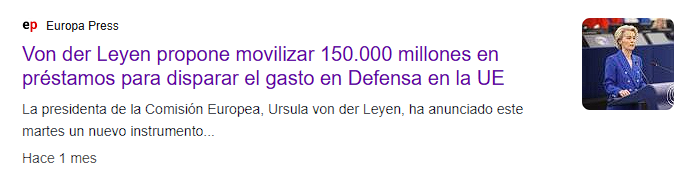 ep Europa Press
Von der Leyen propone movilizar 150.000 millones en
préstamos para disparar el gasto en Defensa en la UE
La presidenta de la Comisión Europea, Ursula von der Leyen, ha anunciado este
martes un nuevo instrumento...
Hace 1 mes